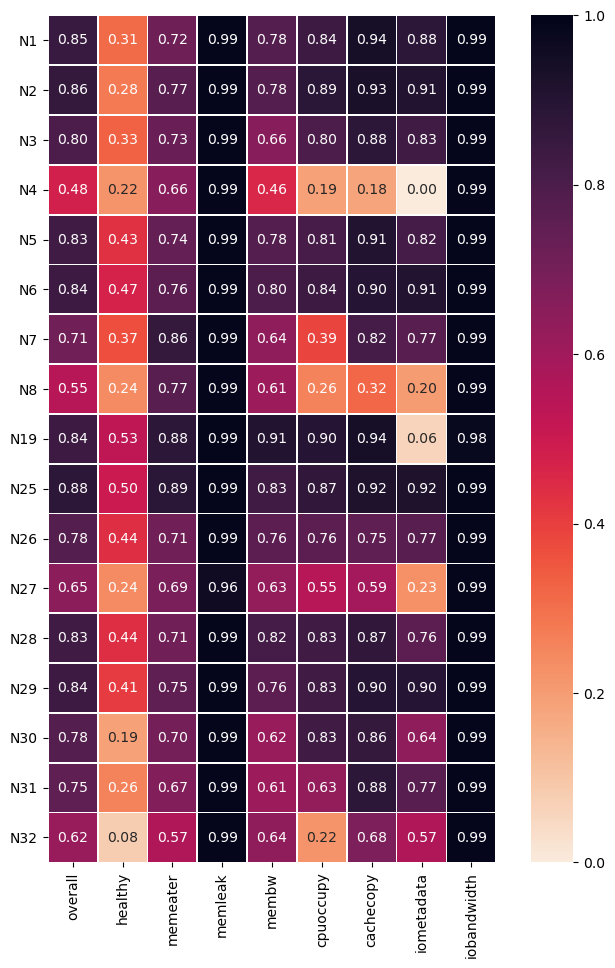 N1 0.85 0.31 0.72 0.99 0.78 0.84 0.94 0.88 0.99
N2 0.86 0.28 0.77 0.99 0.78 0.89 0.93 0.91 0.99
N3 0.80 0.33 0.73 0.99 0.66 0.80 0.88 0.83 0.99
N4 0.48 0.22 0.66 0.99 0.46 0.19 0.18 0.00 0.99
N5 0.83 0.43 0.74 0.99 0.78 0.81 0.91 0.82 0.99
N6 0.84 0.47 0.76 0.99 0.80 0.84 0.90 0.91 0.99
N7 0.71 0.37 0.86 0.99 0.64 0.39 0.82 0.77 0.99
N8 0.55 0.24 0.77 0.99 0.61 0.26 0.32 0.20 0.99
N19 0.84 0.53 0.88 0.99 0.91 0.90 0.94 0.06 0.98
N25 0.88 0.50 0.89 0.99 0.83 0.87 0.92 0.92 0.99
N26 0.78 0.44 0.71 0.99 0.76 0.76 0.75 0.77 0.99
N27 0.65 0.24 0.69 0.96 0.63 0.55 0.59 0.23 0.99
N28 0.83 0.44 0.71 0.99 0.82 0.83 0.87 0.76 0.99
N29 0.84 0.41 0.75 0.99 0.76 0.83 0.90 0.90 0.99
N30 0.78 0.19 0.70 0.99 0.62 0.83 0.86 0.64 0.99
N31 0.75 0.26 0.67 0.99 0.61 0.63 0.88 0.77 0.99
N32 0.62 0.08 0.57 0.99 0.64 0.22 0.68 0.57 0.99
overall healthy memeater memleak membw cpuoccupy cachecopy iometadata iobandwidth
1.0
0.8
0.6
0.4
0.2
0.0